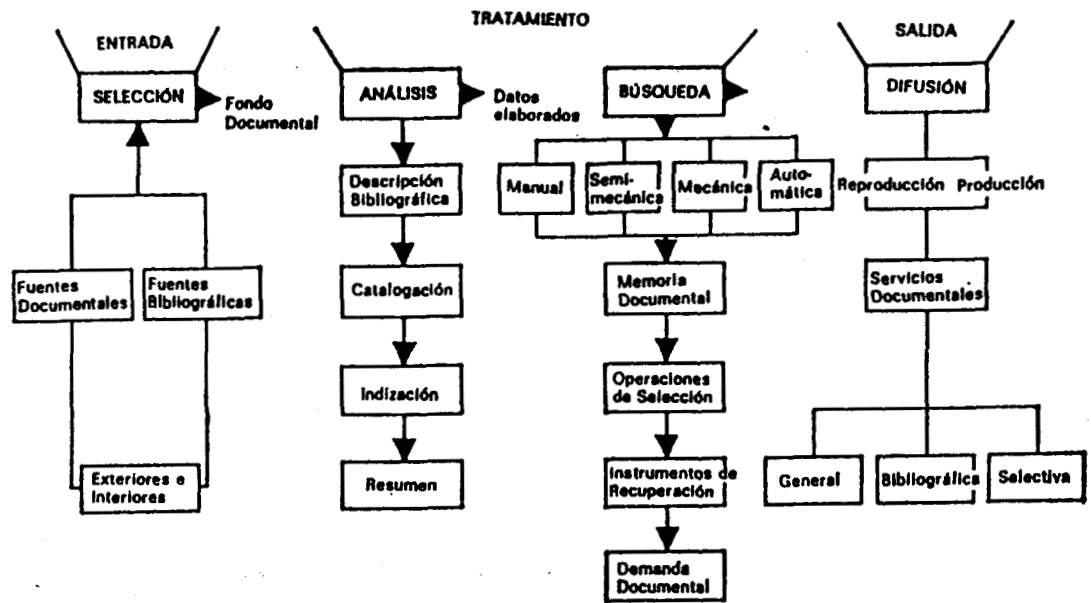 TRATAMIENTO
ENTRADA
SELECCIÓN
Fondo
Documental
Fuentes
Documentales
Fuentes
Bibliográficas
Exteriores e
Interiores
ANÁLISIS
Datos
elaborados
Descripción
Bibliográfica
Catalogación
Indización
Resumen
BÚSQUEDA
Manual
Semi-
mecánica
Mecánica
Auto-
mática
Memoria
Documental
Operaciones
de Selección
Instrumentos de
Recuperación
Demanda
Documental
SALIDA
DIFUSIÓN
Reproducción Producción
Servicios
Documentales
General
Bibliográfica
Selectiva